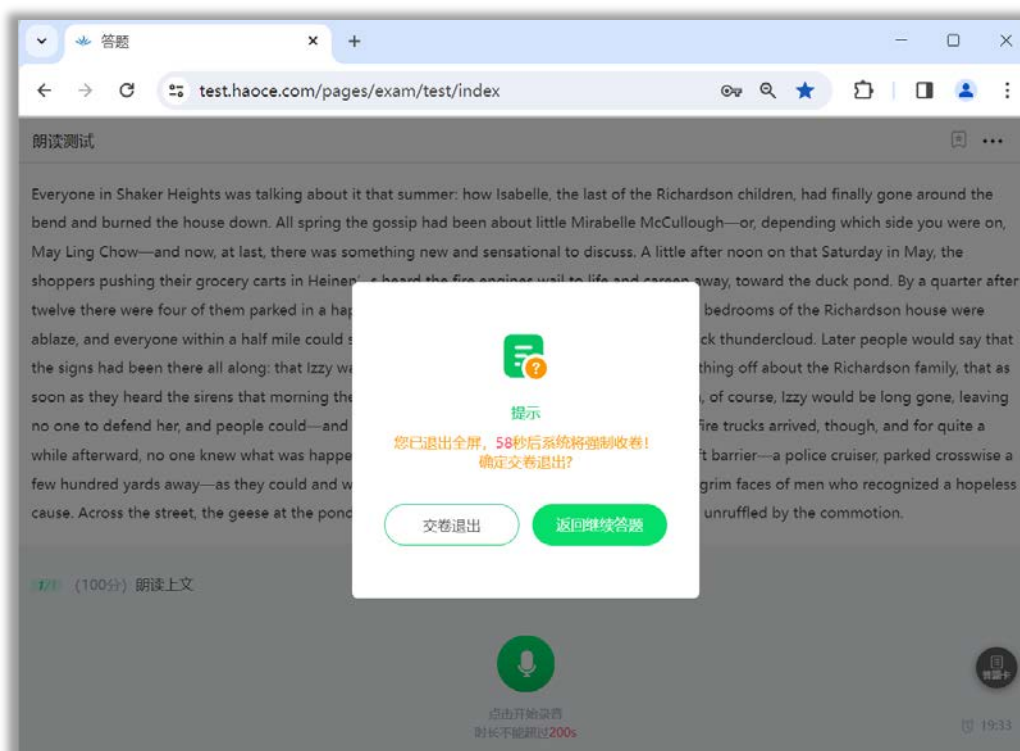 答题
test.haoce.com/pages/exam/test/index
朗读测试
Everyone in Shaker Heights was talking about it that summer: how Isabelle, the last of the Richardson children, had finally gone around the
bend and burned the house down. All spring the gossip had been about little Mirabelle McCullough—or, depending which side you were on,
May Ling Chow—and now, at last, there was something new and sensational to discuss. A little after noon on that Saturday in May, the
shoppers pushing their grocery carts in Heinen's heard the fire engines wail to life and careen away, toward the duck pond. By a quarter after
twelve there were four of them parked in a hap bedrooms of the Richardson house were
ablaze, and everyone within a half mile could s ck thundercloud. Later people would say that
the signs had been there all along: that Izzy wa thing off about the Richardson family, that as
soon as they heard the sirens that morning the , of course, Izzy would be long gone, leaving
no one to defend her, and people could—and fire trucks arrived, though, and for quite a
while afterward, no one knew what was happe ft barrier—a police cruiser, parked crosswise a
few hundred yards away—as they could and w grim faces of men who recognized a hopeless
cause. Across the street, the geese at the pond unruffled by the commotion.
提示
您已退出全屏，58秒后系统将强制收卷！
确定交卷退出?
交卷退出 返回继续答题
1/1 (100分) 朗读上文
点击开始录音
时长不能超过200s
答题卡
19:33